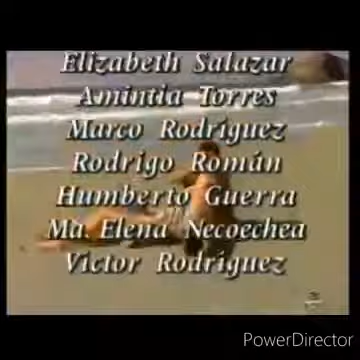 Elizabeth Salazar
Amintia Torres
Marco Rodríguez
Rodrigo Román
Humberto Guerra
Ma. Elena Necoechea
Víctor Rodríguez
PowerDirector